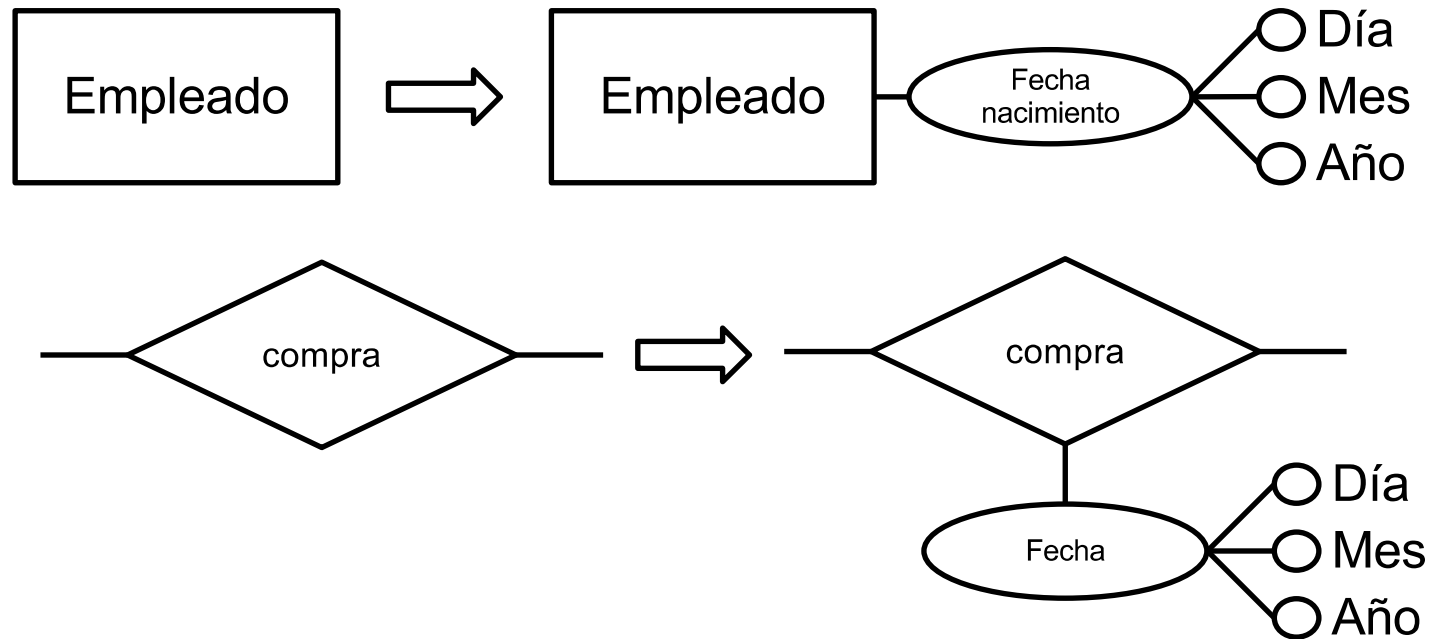 Empleado
Empleado
Fecha
nacimiento
Día
Mes
Año
compra
compra
Fecha
Día
Mes
Año